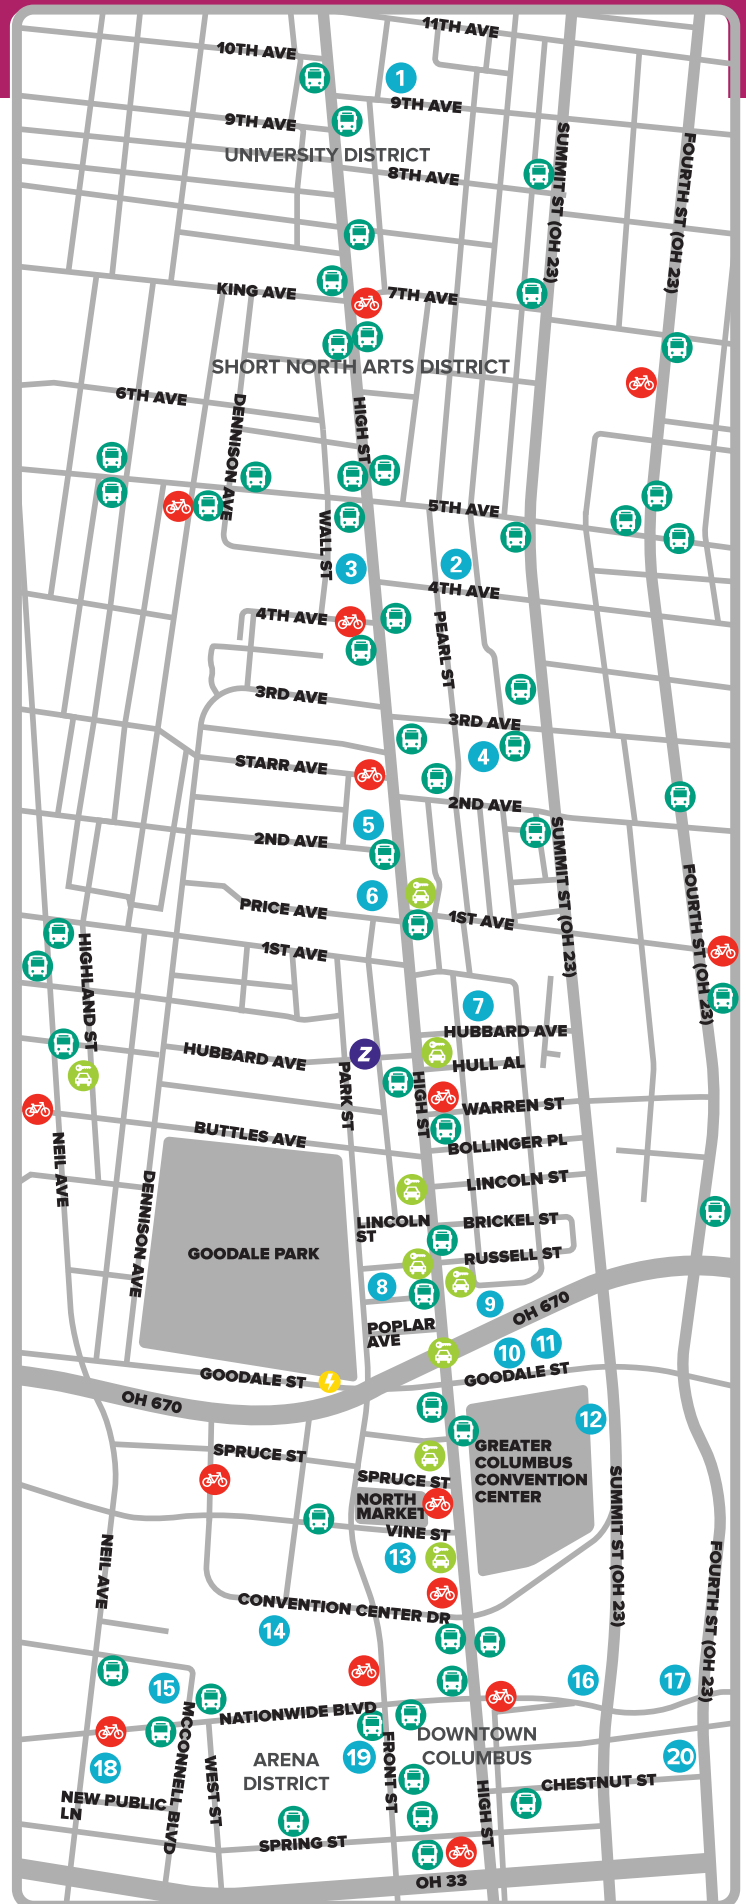 11TH AVE
10TH AVE
1
9TH AVE
9TH AVE
UNIVERSITY DISTRICT
8TH AVE
SUMMIT ST (OH 23)
FOURTH ST (OH 23)
KING AVE
7TH AVE
SHORT NORTH ARTS DISTRICT
6TH AVE
DENNISON AVE
HIGH ST
5TH AVE
WALL ST
3
2
4TH AVE
4TH AVE
PEARL ST
3RD AVE
3RD AVE
4
STARR AVE
2ND AVE
5
2ND AVE
SUMMIT ST (OH 23)
FOURTH ST (OH 23)
6
PRICE AVE
1ST AVE
1ST AVE
HIGHLAND ST
7
HUBBARD AVE
HUBBARD AVE
Z
HULL AL
PARK ST
HIGH ST
WARREN ST
BUTTLES AVE
BOLLINGER PL
NEIL AVE
DENNISON AVE
LINCOLN ST
LINCOLN
ST
BRICKEL ST
GOODALE PARK
RUSSELL ST
8
9
OH 670
POPLAR
AVE
10
11
GOODALE ST
GOODALE ST
OH 670
12
SPRUCE ST
GREATER
COLUMBUS
CONVENTION
CENTER
SPRUCE ST
NORTH
MARKET
VINE ST
SUMMIT ST (OH 23)
NEIL AVE
13
FOURTH ST (OH 23)
CONVENTION CENTER DR
14
15
16
17
NATIONWIDE BLVD
MCCONNELL BLVD
DOWNTOWN
COLUMBUS
18
19
20
ARENA
DISTRICT
WEST ST
FRONT ST
HIGH ST
CHESTNUT ST
NEW PUBLIC
LN
SPRING ST
OH 33